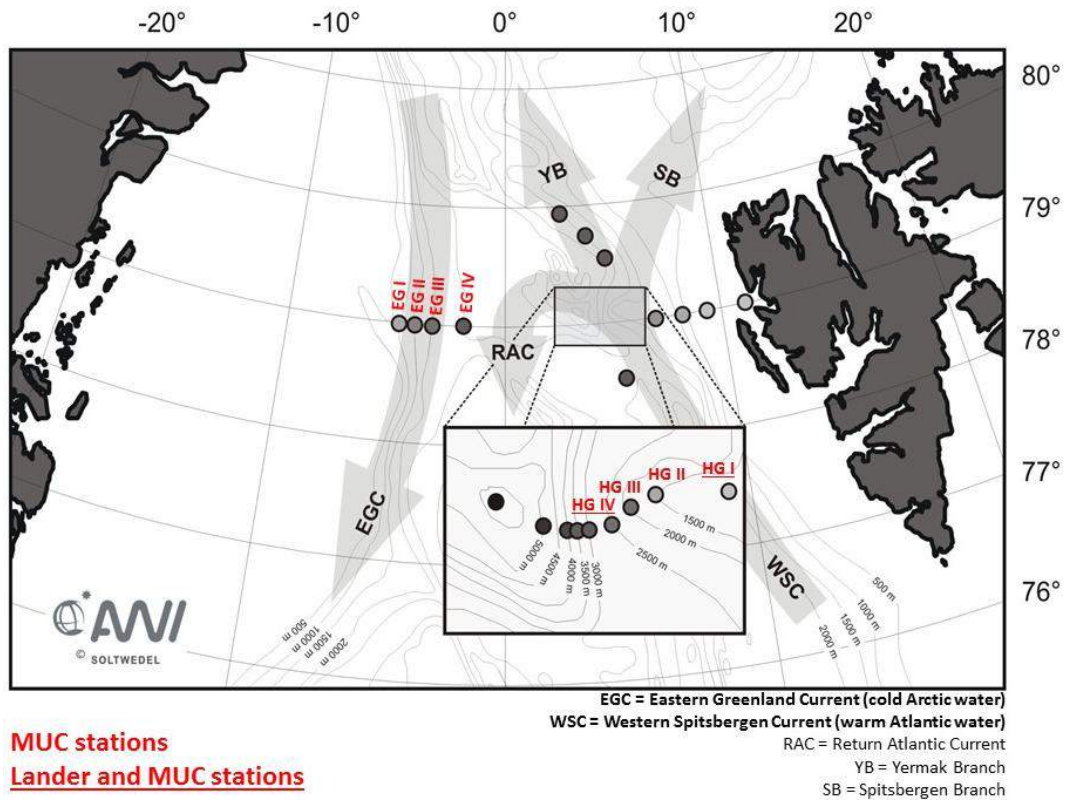 -20° -10° 0° 10° 20°
80°
79°
78°
77°
76°
YB
SB
EG I
EG II
EG III
EG IV
RAC
EGC
WSC
HG I
HG II
HG III
HG IV
5000 m
4500 m
4000 m
3500 m
3000 m
2500 m
2000 m
1500 m
500 m
1000 m
1500 m
2000 m
500 m
1000 m
1500 m
2000 m
AWI
© SOLTWEDEL
EGC = Eastern Greenland Current (cold Arctic water)
WSC = Western Spitsbergen Current (warm Atlantic water)
RAC = Return Atlantic Current
YB = Yermak Branch
SB = Spitsbergen Branch
MUC stations
Lander and MUC stations